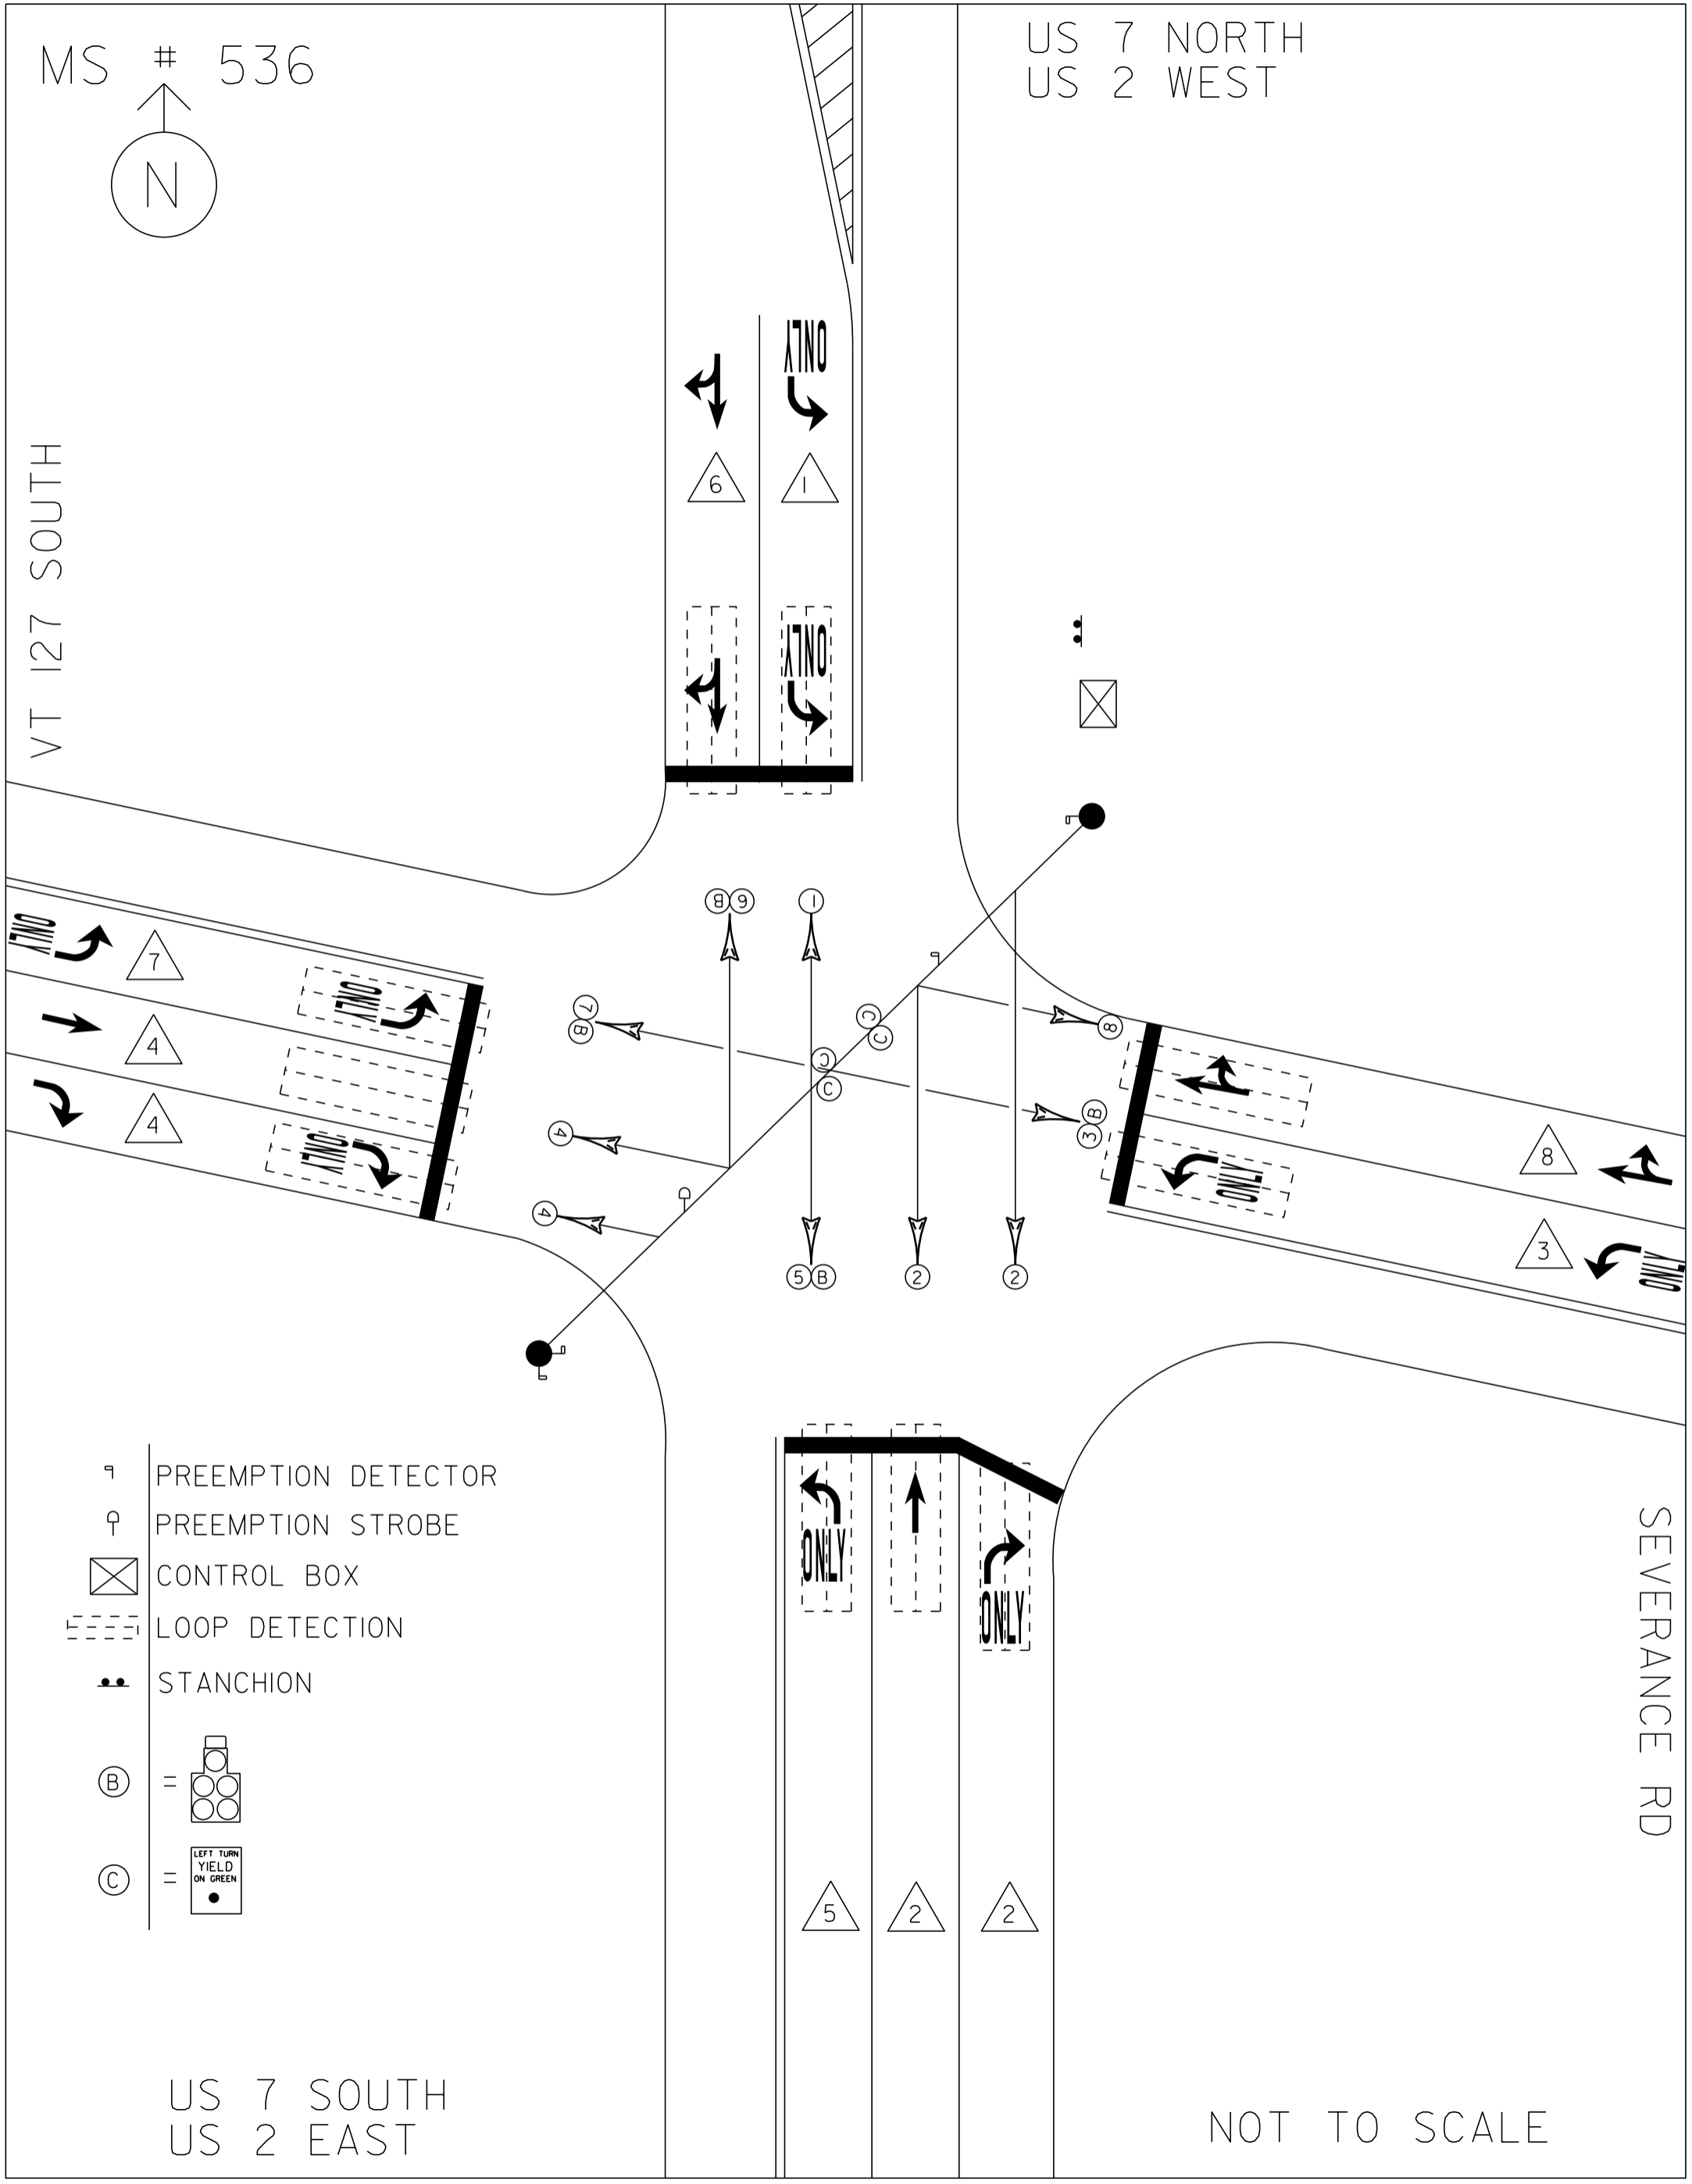 MS # 536
N
US 7 NORTH
US 2 WEST
VT 127 SOUTH
ONLY
6
1
ONLY
B 6
1
ONLY
7
ONLY
4
4
ONLY
7
B
C
C
C
C
8
B
3
4
4
5 B
2
2
ONLY
8
3
ONLY
PREEMPTION DETECTOR
PREEMPTION STROBE
CONTROL BOX
LOOP DETECTION
STANCHION
B =
C =
LEFT TURN
YIELD
ON GREEN
ONLY
ONLY
5
2
2
SEVERANCE RD
US 7 SOUTH
US 2 EAST
NOT TO SCALE